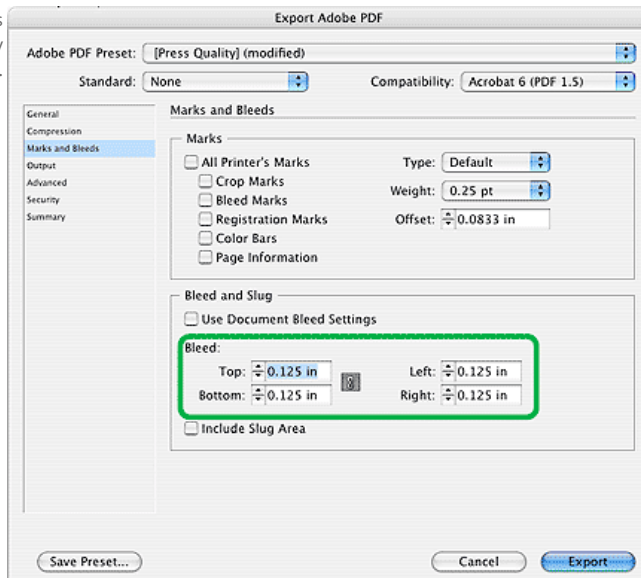 Export Adobe PDF
Adobe PDF Preset: [Press Quality] (modified)
Standard: None Compatibility: Acrobat 6 (PDF 1.5)
General
Compression
Marks and Bleeds
Output
Advanced
Security
Summary
Marks and Bleeds
Marks
All Printer's Marks
Crop Marks
Bleed Marks
Registration Marks
Color Bars
Page Information
Type: Default
Weight: 0.25 pt
Offset: 0.0833 in
Bleed and Slug
Use Document Bleed Settings
Bleed:
Top: 0.125 in Left: 0.125 in
Bottom: 0.125 in Right: 0.125 in
Include Slug Area
Save Preset... Cancel Export